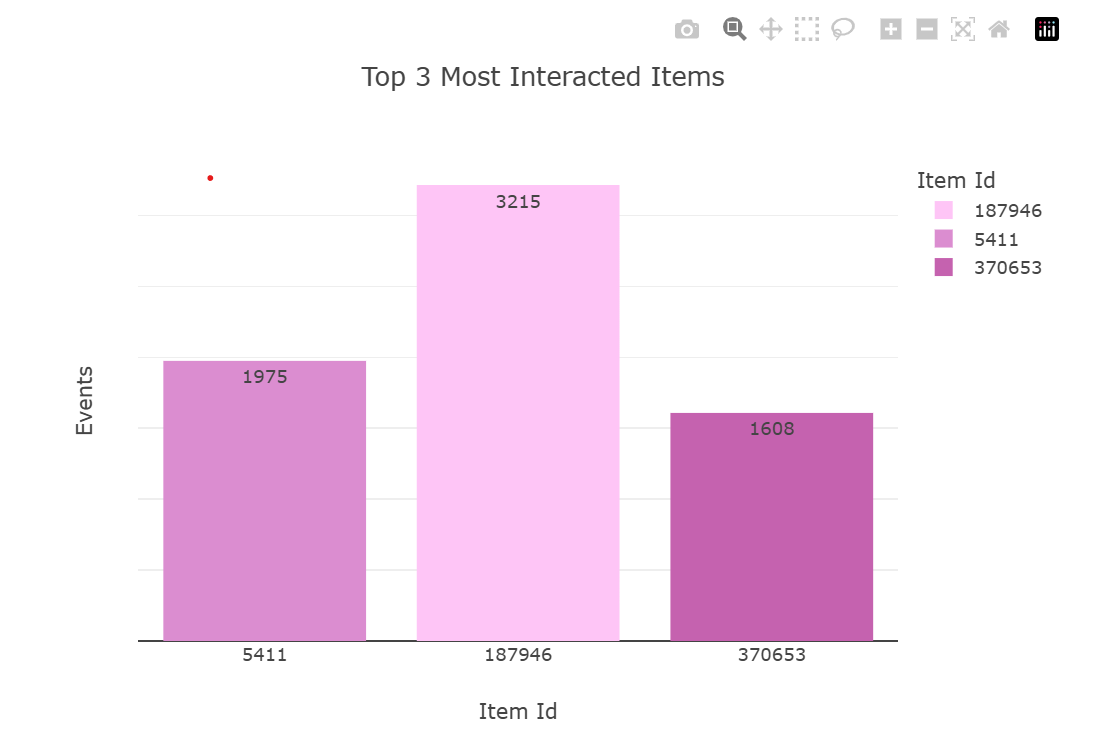 Top 3 Most Interacted Items
Item Id
187946
5411
370653
3215
1975
1608
Events
5411
187946
370653
Item Id